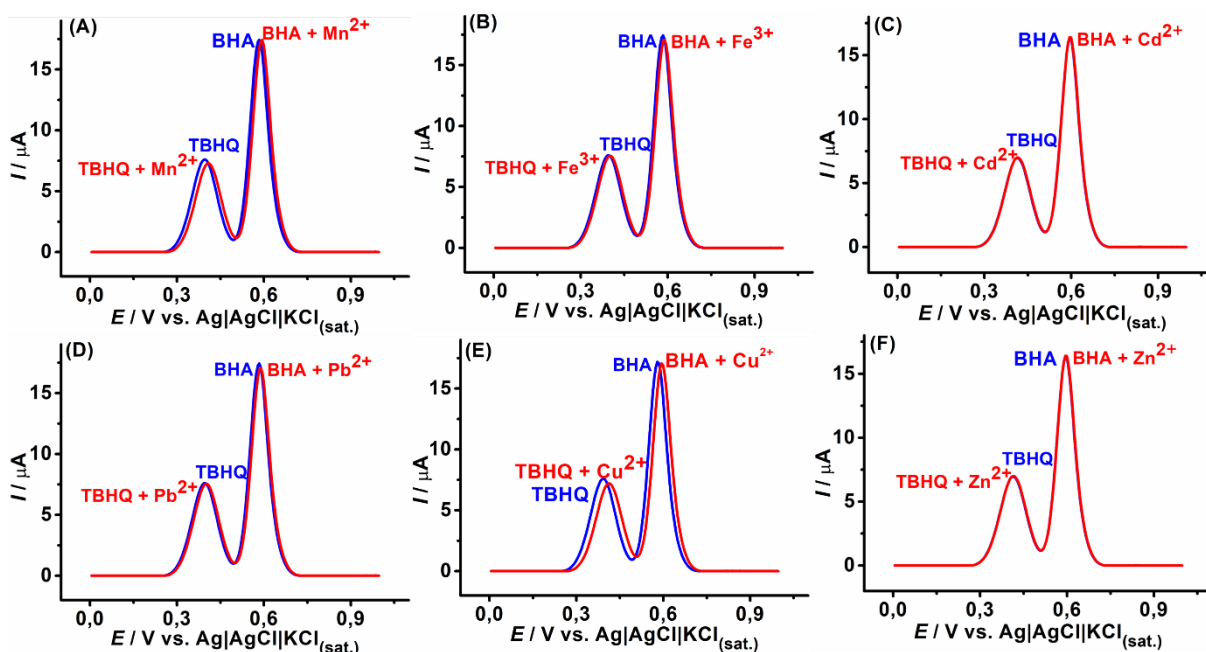 (A)
BHA
BHA + Mn2+
TBHQ
TBHQ + Mn2+
I / μA
15
10
5
0
0,0 0,3 0,6 0,9
E / V vs. Ag|AgCl|KCl(sat.)
(B)
BHA
BHA + Fe3+
TBHQ
TBHQ + Fe3+
I / μA
15
10
5
0
0,0 0,3 0,6 0,9
E / V vs. Ag|AgCl|KCl(sat.)
(C)
BHA
BHA + Cd2+
TBHQ
TBHQ + Cd2+
I / μA
15
10
5
0
0,0 0,3 0,6 0,9
E / V vs. Ag|AgCl|KCl(sat.)
(D)
BHA
BHA + Pb2+
TBHQ
TBHQ + Pb2+
I / μA
15
10
5
0
0,0 0,3 0,6 0,9
E / V vs. Ag|AgCl|KCl(sat.)
(E)
BHA
BHA + Cu2+
TBHQ + Cu2+
TBHQ
I / μA
15
10
5
0
0,0 0,3 0,6 0,9
E / V vs. Ag|AgCl|KCl(sat.)
(F)
BHA
BHA + Zn2+
TBHQ
TBHQ + Zn2+
I / μA
15
10
5
0
0,0 0,3 0,6 0,9
E / V vs. Ag|AgCl|KCl(sat.)